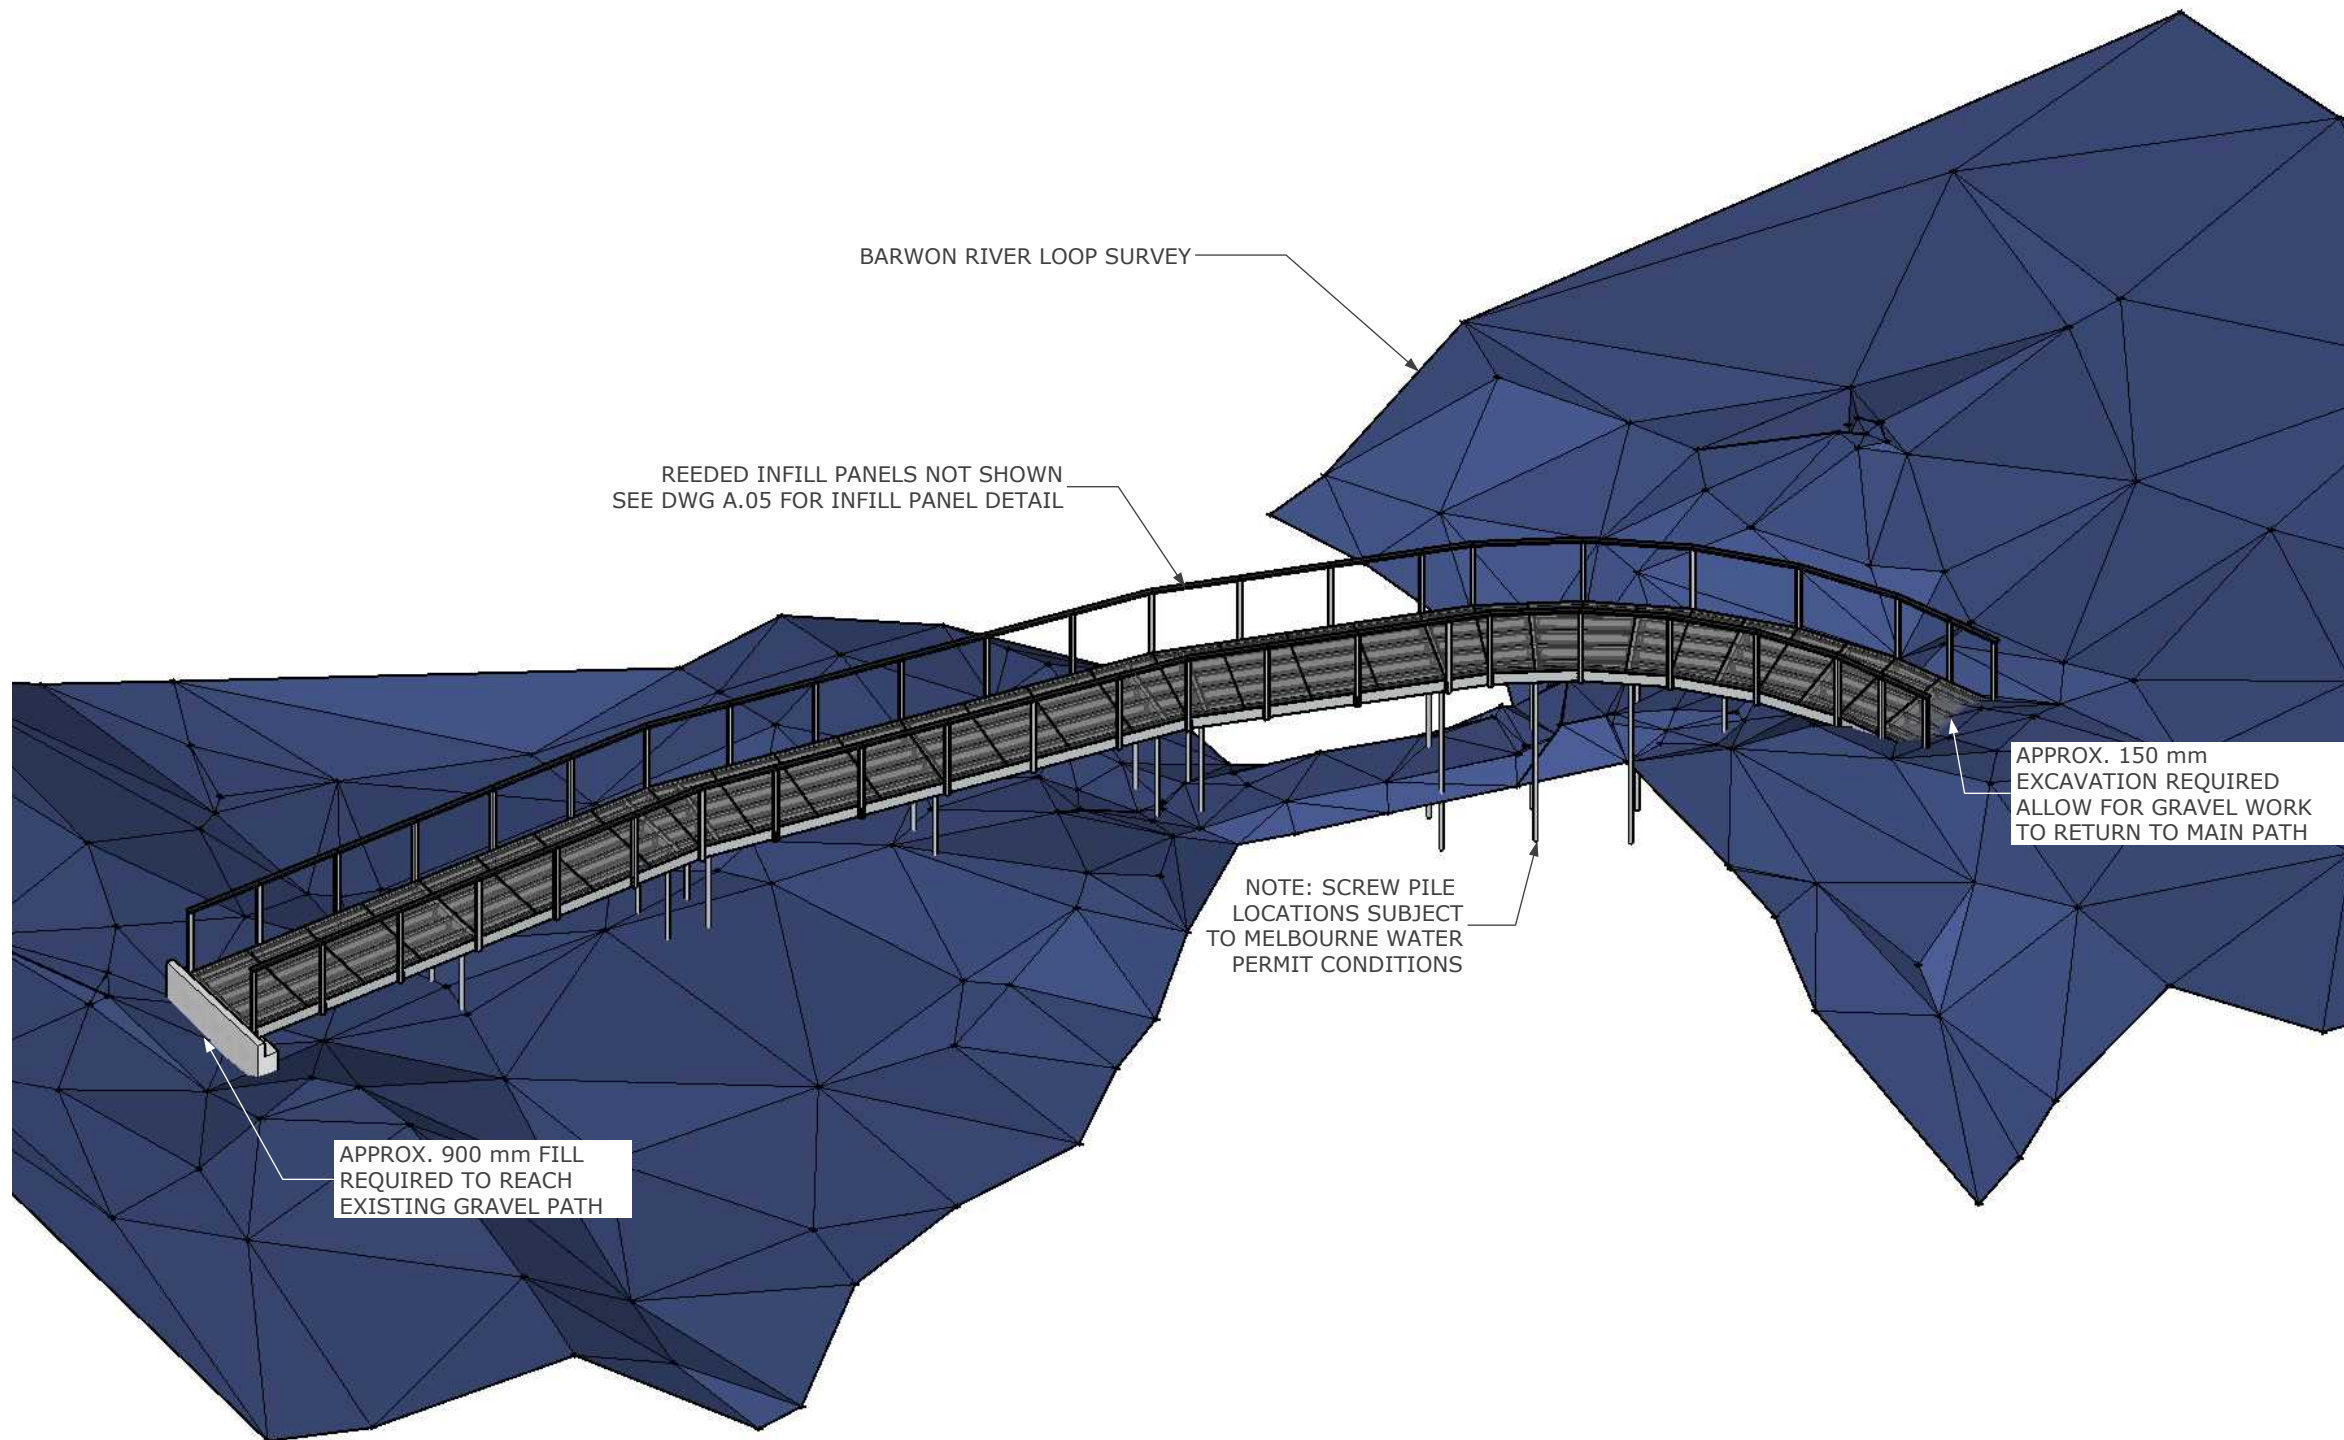 BARWON RIVER LOOP SURVEY
REEDED INFILL PANELS NOT SHOWN
SEE DWG A.05 FOR INFILL PANEL DETAIL
APPROX. 150 mm
EXCAVATION REQUIRED
ALLOW FOR GRAVEL WORK
TO RETURN TO MAIN PATH
NOTE: SCREW PILE
LOCATIONS SUBJECT
TO MELBOURNE WATER
PERMIT CONDITIONS
APPROX. 900 mm FILL
REQUIRED TO REACH
EXISTING GRAVEL PATH